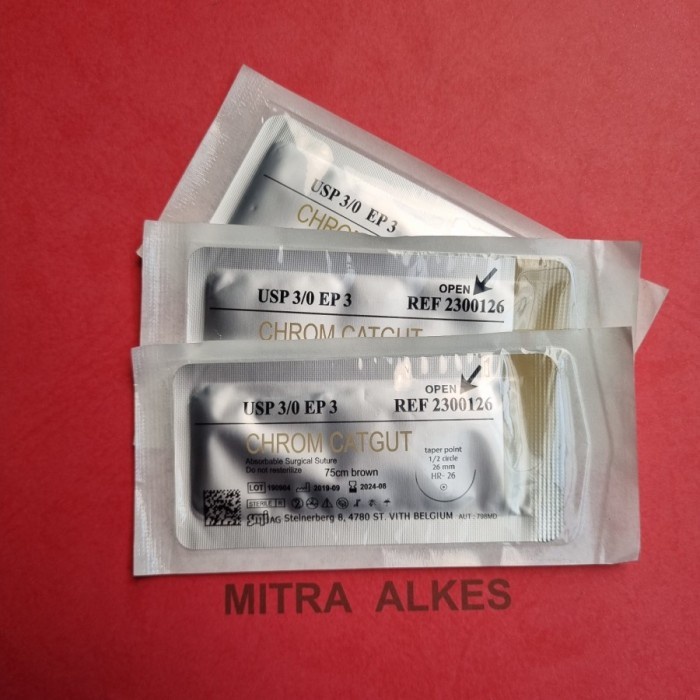 USP 3/0 EP 3
USP 3/0 EP 3
OPEN
REF 2300126
CHROM CATGUT
USP 3/0 EP 3
OPEN
REF 2300126
CHROM CATGUT
Absorbable Surgical Suture
Do not resterilize
75cm brown
taper point
1/2 circle
26 mm
HR-26
LOT 2019-09 2024-08
STERILE
AG Steinerberg 8, 4780 ST. VITH BELGIUM
MITRA ALKES